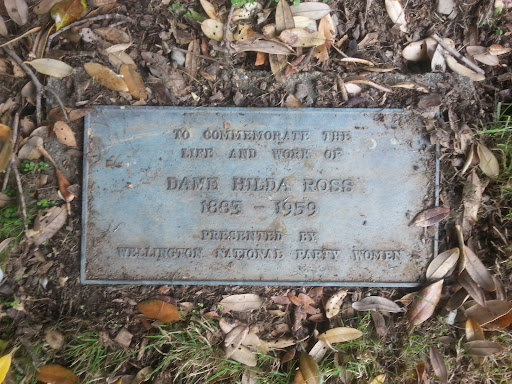 TO COMMEMORATE THE
LIFE AND WORK OF
DAME HILDA ROSS
1883 - 1959
PRESENTED BY
WELLINGTON NATIONAL PARTY WOMEN